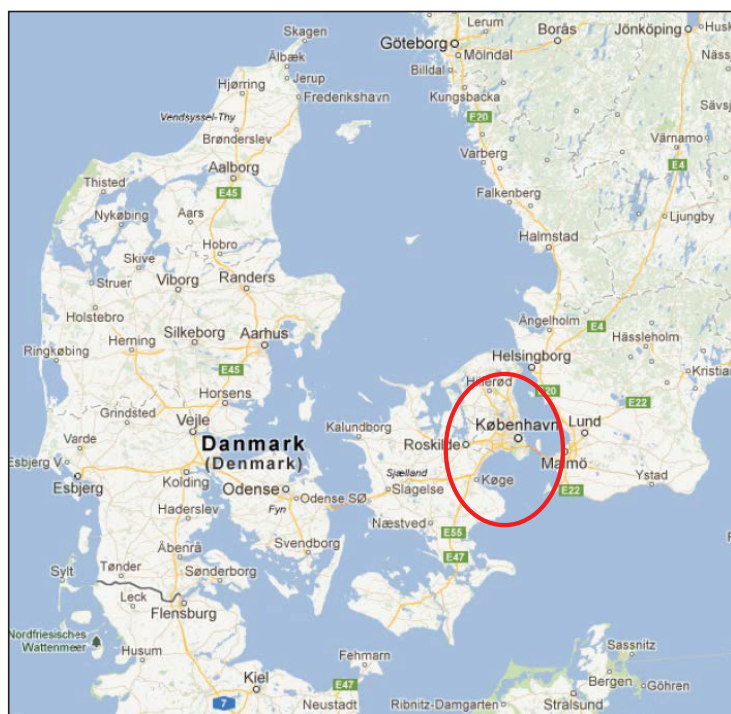 Skagen
Ålbæk
Jerup
Hjørring
Frederikshavn
Vendsyssel-Thy
Brønderslev
Aalborg
E45
Thisted
Nykøbing
Aars
Hobro
Skive
Struer
Viborg
Randers
Holstebro
Silkeborg
Aarhus
Herning
Ringkøbing
E45
Horsens
Grindsted
Vejle
Danmark
(Denmark)
Varde
Esbjerg V
Esbjerg
Kolding
Odense
Odense SØ
Fyn
Haderslev
Svendborg
Åbenrå
Sønderborg
Tønder
Sylt
Leck
Flensburg
Nordfriesisches
Wattenmeer
Husum
Kiel
7
Fehmarn
E47
Neustadt
Göteborg
Lerum
Borås
Jönköping
Husk
Mölndal
Billdal
Kungsbacka
Näss
Sävsj
E20
Värnamo
E4
Varberg
Falkenberg
Ljungby
Halmstad
Ängelholm
E4
Hässleholm
Helsingborg
Kristian
Hillerød
E20
E22
København
Lund
Kalundborg
Roskilde
Malmö
Sjælland
Køge
Slagelse
E22
Ystad
Næstved
E55
E47
Sassnitz
Bergen
Göhren
Ribnitz-Damgarten
Stralsund